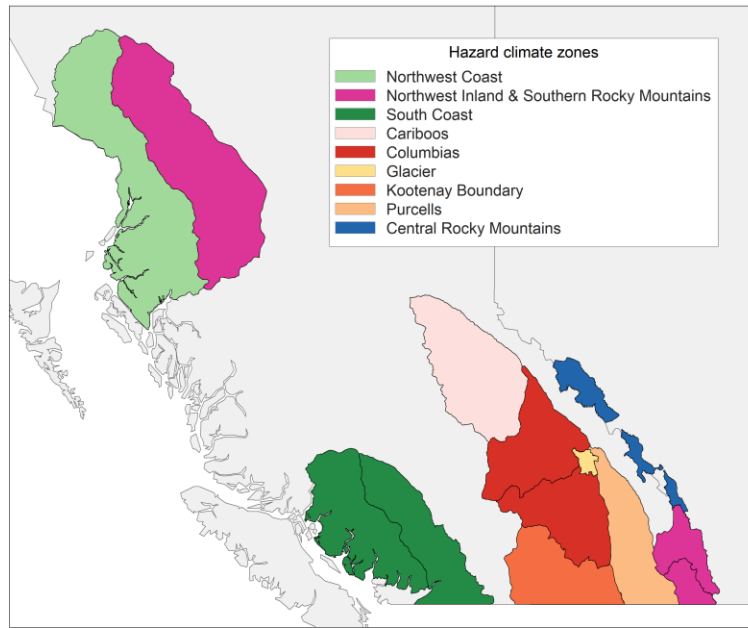 Hazard climate zones
Northwest Coast
Northwest Inland & Southern Rocky Mountains
South Coast
Cariboos
Columbias
Glacier
Kootenay Boundary
Purcells
Central Rocky Mountains